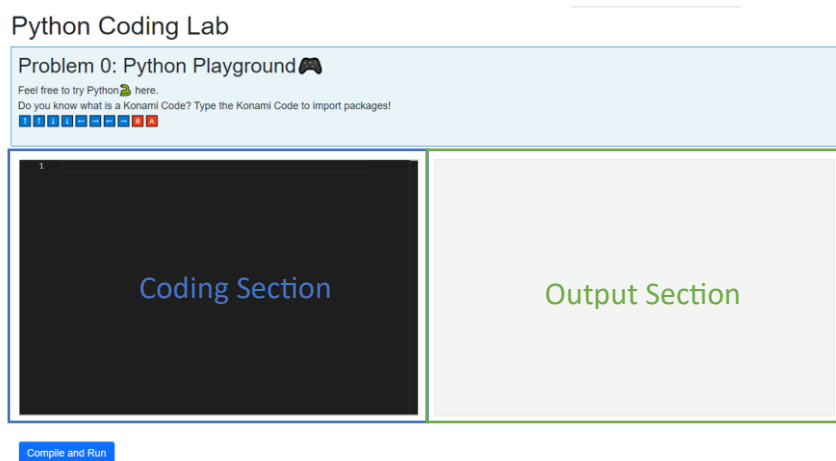 Python Coding Lab
Problem 0: Python Playground🎮
Feel free to try Python🐍 here.
Do you know what is a Konami Code? Type the Konami Code to import packages!
↑ ↑ ↓ ↓ ← → ← → B A
1
Coding Section
Output Section
Compile and Run